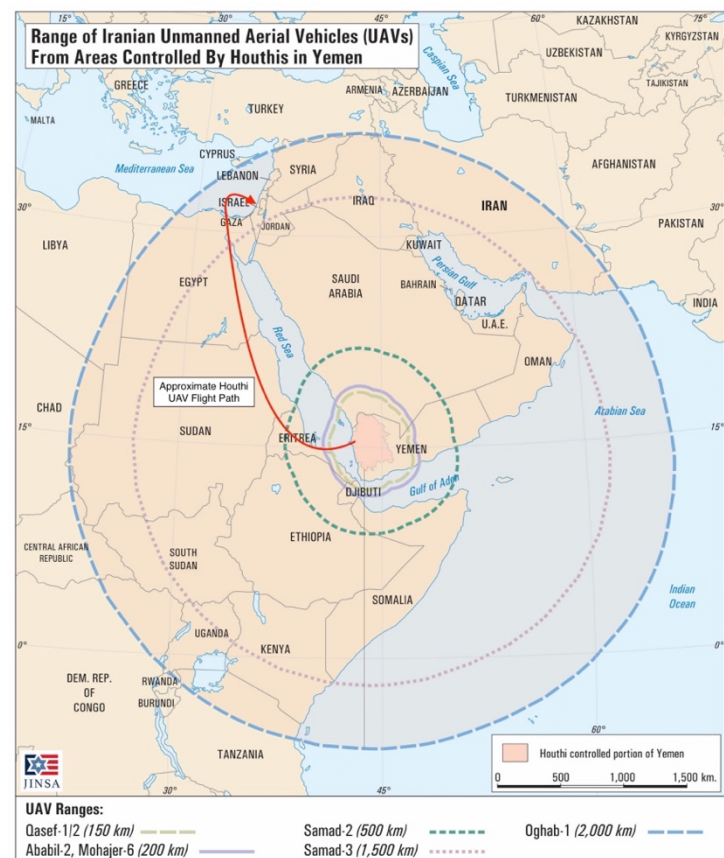 15°
30°
45°
60°
Range of Iranian Unmanned Aerial Vehicles (UAVs)
From Areas Controlled By Houthis in Yemen
KAZAKHSTAN
KYRGYZSTAN
UZBEKISTAN
TAJIKISTAN
Caspian Sea
GREECE
ARMENIA
AZERBAIJAN
TURKMENISTAN
TURKEY
MALTA
CYPRUS
SYRIA
AFGHANISTAN
Mediterranean Sea
LEBANON
ISRAEL
IRAQ
IRAN
30°
30°
GAZA
JORDAN
PAKISTAN
LIBYA
KUWAIT
EGYPT
SAUDI
ARABIA
Persian Gulf
BAHRAIN
QATAR
INDIA
U.A.E.
Red Sea
OMAN
Approximate Houthi
UAV Flight Path
CHAD
Arabian Sea
SUDAN
15°
15°
ERITREA
YEMEN
DJIBUTI
Gulf of Aden
ETHIOPIA
CENTRAL AFRICAN
REPUBLIC
SOUTH
SUDAN
SOMALIA
Indian
Ocean
UGANDA
0°
KENYA
0°
DEM. REP.
OF
CONGO
RWANDA
BURUNDI
60°
TANZANIA
Houthi controlled portion of Yemen
0 500 1,000 1,500 km.
JINSA
30°
45°
UAV Ranges:
Qasef-1/2 (150 km)
Samad-2 (500 km)
Oghab-1 (2,000 km)
Ababil-2, Mohajer-6 (200 km)
Samad-3 (1,500 km)